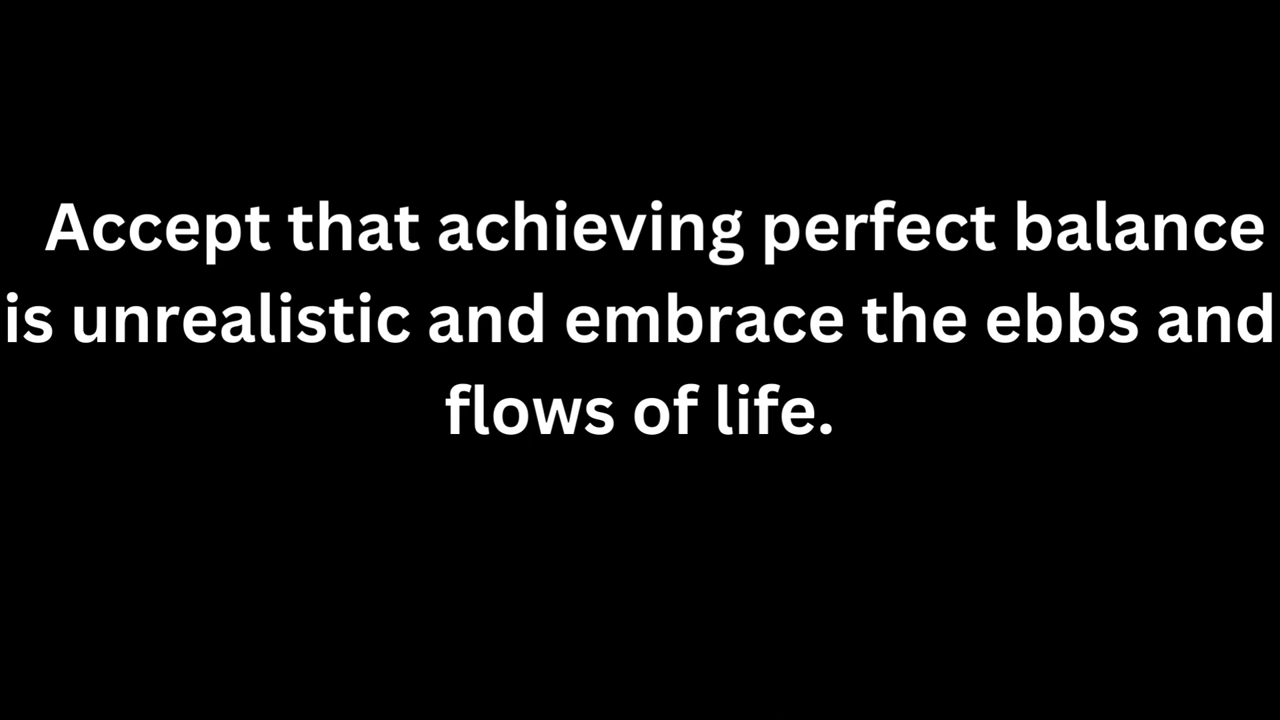 Accept that achieving perfect balance
is unrealistic and embrace the ebbs and
flows of life.